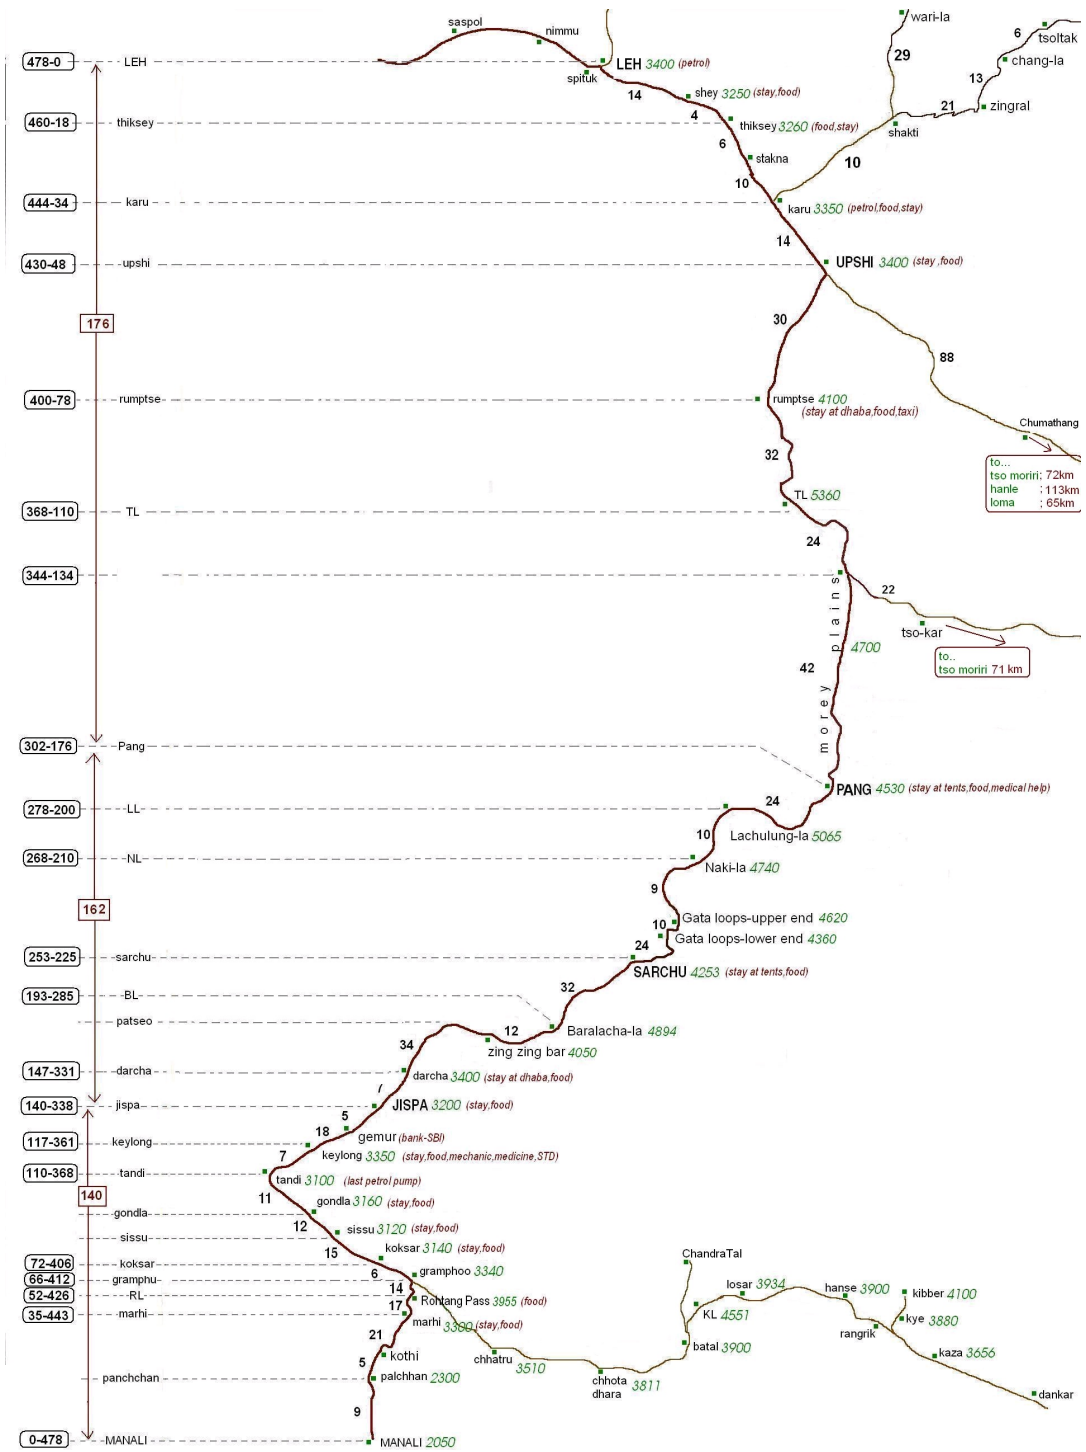 saspol
nimmu
wari-la
6
tsoltak
478-0 LEH
spituk
LEH 3400 (petrol)
29
chang-la
13
14
shey 3250 (stay,food)
21
zingral
4
460-18 thiksey
thiksey 3260 (food,stay)
shakti
6
stakna
10
10
444-34 karu
karu 3350 (petrol,food,stay)
14
430-48 upshi
UPSHI 3400 (stay ,food)
176
30
88
400-78 rumptse
rumptse 4100
(stay at dhaba,food,taxi)
Chumathang
32
to...
tso moriri; 72km
hanle ; 113km
loma ; 65km
TL 5360
368-110 TL
24
344-134
22
morey plains
tso-kar
4700
to..
tso moriri 71 km
42
302-176 Pang
PANG 4530 (stay at tents,food,medical help)
24
278-200 LL
10
Lachulung-la 5065
268-210 NL
Naki-la 4740
9
162
Gata loops-upper end 4620
10
Gata loops-lower end 4360
24
253-225 sarchu
SARCHU 4253 (stay at tents,food)
32
193-285 BL
patseo
Baralacha-la 4894
12
34
zing zing bar 4050
147-331 darcha
darcha 3400 (stay at dhaba,food)
7
140-338 jispa
JISPA 3200 (stay,food)
5
18
gemur (bank-SBI)
117-361 keylong
keylong 3350 (stay,food,mechanic,medicine,STD)
7
110-368 tandi
tandi 3100 (last petrol pump)
140
11
gondla 3160 (stay,food)
gondla
12
sissu 3120 (stay,food)
sissu
15
koksar 3140 (stay,food)
72-406 koksar
ChandraTal
6
gramphoo 3340
66-412 gramphu
14
losar 3934
hanse 3900
kibber 4100
52-426 RL
Rohtang Pass 3955 (food)
17
KL 4551
35-443 marhi
marhi 3300 (stay,food)
kye 3880
rangrik
21
batal 3900
kothi
5
chhatru 3510
kaza 3656
panchchan
palchhan 2300
chhota dhara 3811
dankar
9
0-478 MANALI
MANALI 2050